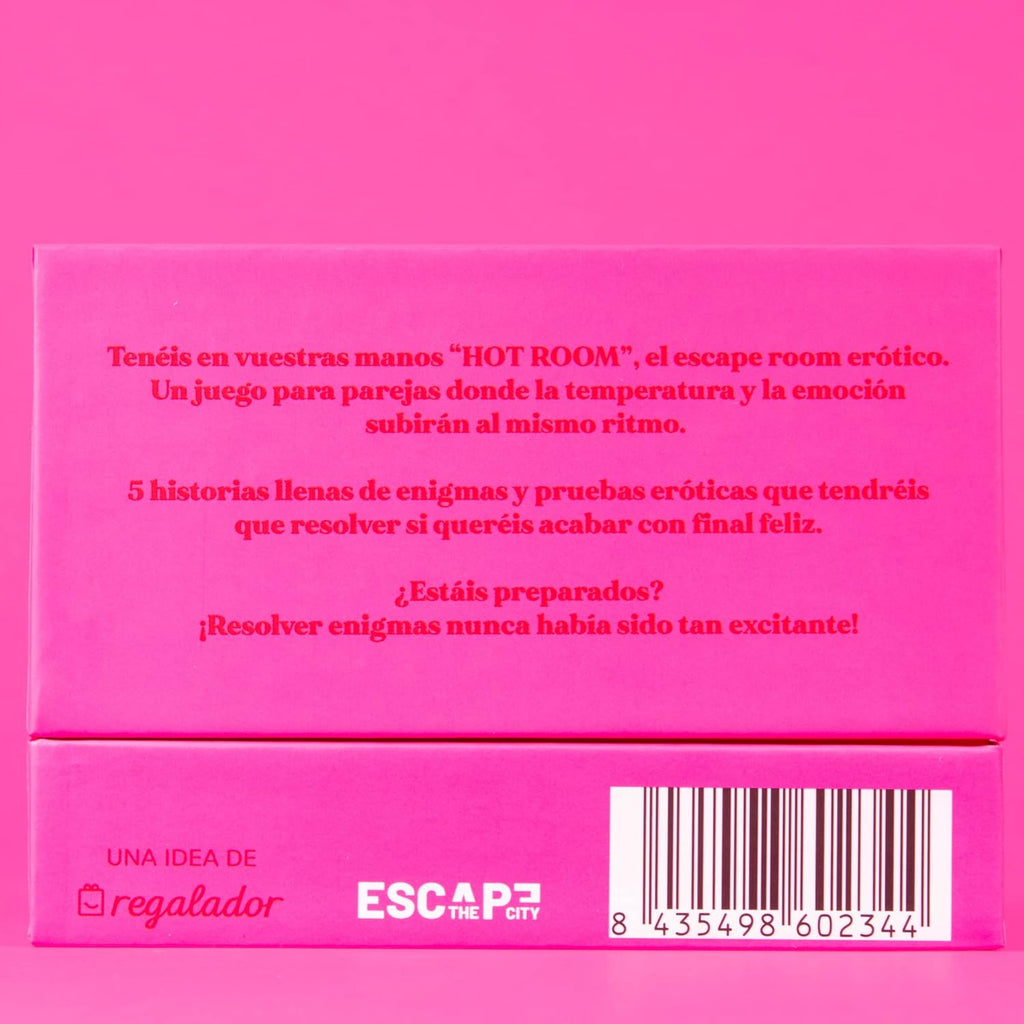 Tenéis en vuestras manos “HOT ROOM”, el escape room erótico.
Un juego para parejas donde la temperatura y la emoción
subirán al mismo ritmo.
5 historias llenas de enigmas y pruebas eróticas que tendréis
que resolver si queréis acabar con final feliz.
¿Estáis preparados?
¡Resolver enigmas nunca había sido tan excitante!
UNA IDEA DE
regalador
ESCAPE
THE CITY
8 435498 602344